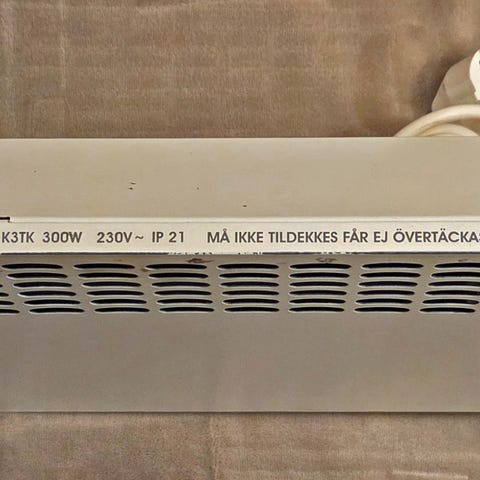 K3TK 300W 230V~ IP 21 MÅ IKKE TILDEKKES FÅR EJ ÖVERTÄCKAS